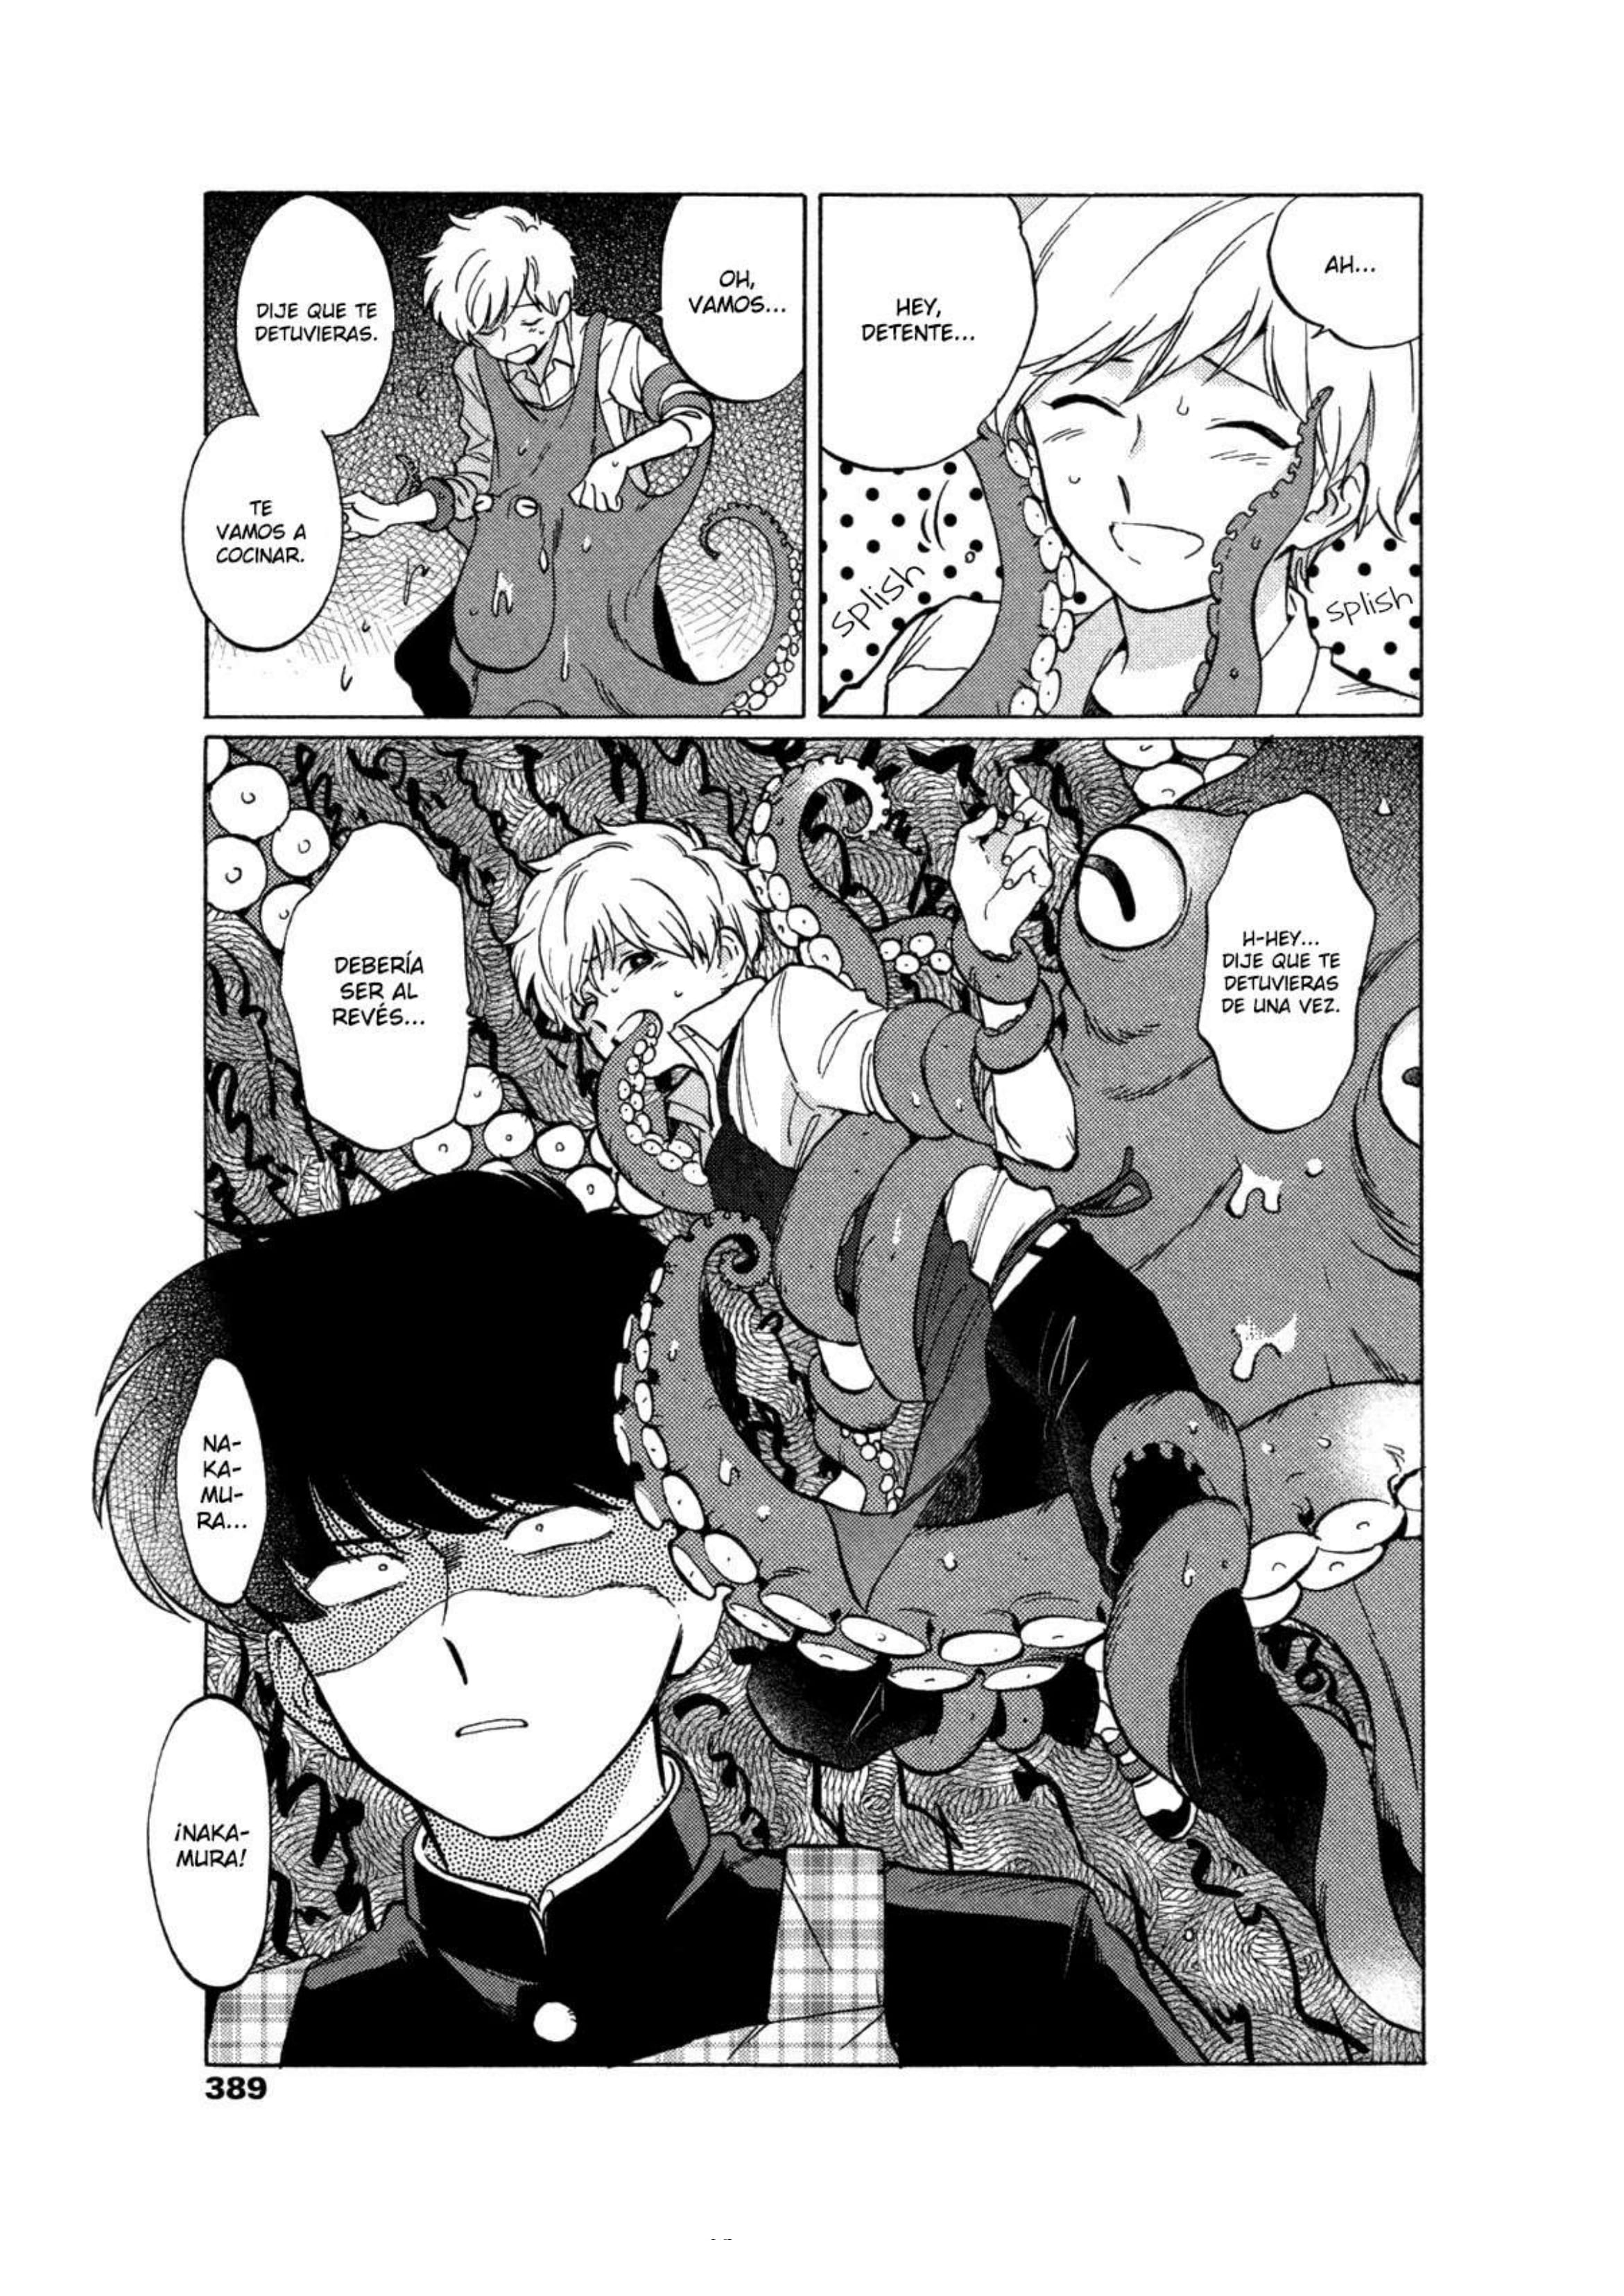 AH...
HEY,
DETENTE...
splish
splish
OH,
VAMOS...
DIJE QUE TE
DETUVIERAS.
TE
VAMOS A
COCINAR.
H-HEY...
DIJE QUE TE
DETUVIERAS
DE UNA VEZ.
DEBERÍA
SER AL
REVÉS...
NA-
KA-
MU-
RA...
¡NAKA-
MURA!
389